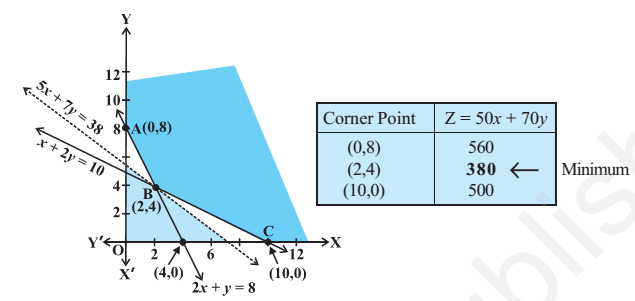 Y
12
10
8
A(0,8)
5x + 7y = 38
x + 2y = 10
4
B
(2,4)
2
C
Y′
O
2
6
12
X
X′
(4,0)
(10,0)
2x + y = 8
Corner Point Z = 50x + 70y
(0,8) 560
(2,4) 380 ← Minimum
(10,0) 500
blish